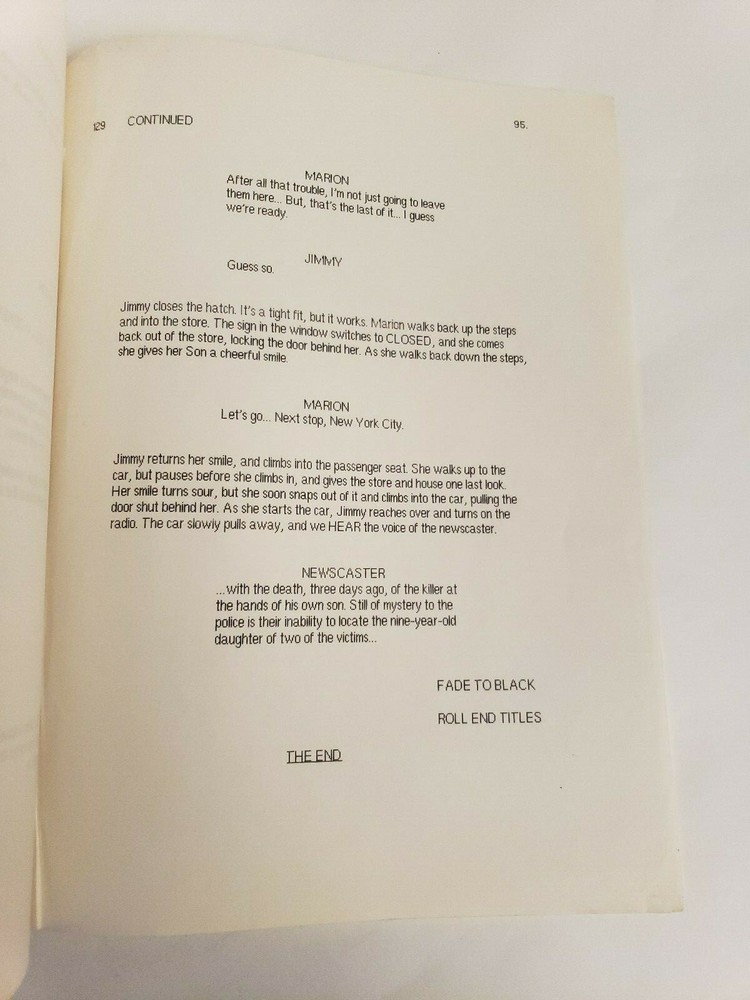 129 CONTINUED 95.
MARION
After all that trouble, I'm not just going to leave
them here... But, that's the last of it... I guess
we're ready.
JIMMY
Guess so.
Jimmy closes the hatch. It's a tight fit, but it works. Marion walks back up the steps
and into the store. The sign in the window switches to CLOSED, and she comes
back out of the store, locking the door behind her. As she walks back down the steps,
she gives her Son a cheerful smile.
MARION
Let's go... Next stop, New York City.
Jimmy returns her smile, and climbs into the passenger seat. She walks up to the
car, but pauses before she climbs in, and gives the store and house one last look.
Her smile turns sour, but she soon snaps out of it and climbs into the car, pulling the
door shut behind her. As she starts the car, Jimmy reaches over and turns on the
radio. The car slowly pulls away, and we HEAR the voice of the newscaster.
NEWSCASTER
...with the death, three days ago, of the killer at
the hands of his own son. Still of mystery to the
police is their inability to locate the nine-year-old
daughter of two of the victims...
FADE TO BLACK
ROLL END TITLES
THE END